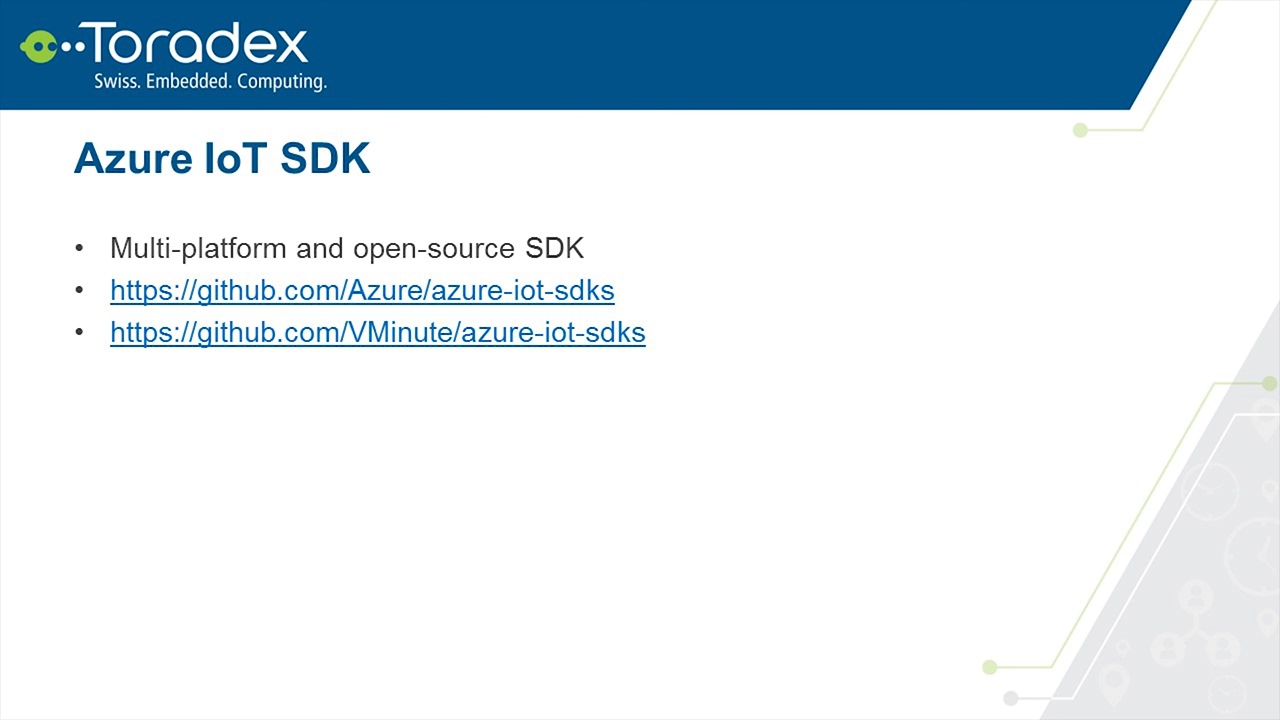 Toradex
Swiss. Embedded. Computing.
Azure IoT SDK
• Multi-platform and open-source SDK
• https://github.com/Azure/azure-iot-sdks
• https://github.com/VMinute/azure-iot-sdks